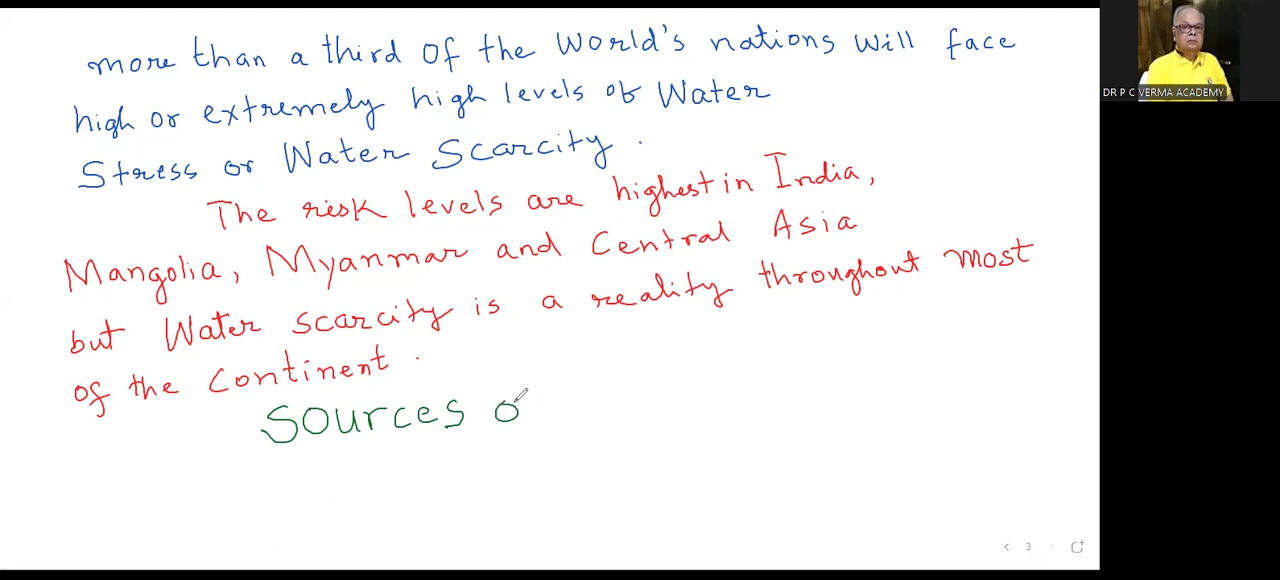 more than a third of the World's nations will face
high or extremely high levels of Water
Stress or Water Scarcity.
The risk levels are highest in India,
Mangolia, Myanmar and Central Asia
but Water scarcity is a reality throughout most
of the continent.
Sources o
DR P C VERMA ACADEMY
3